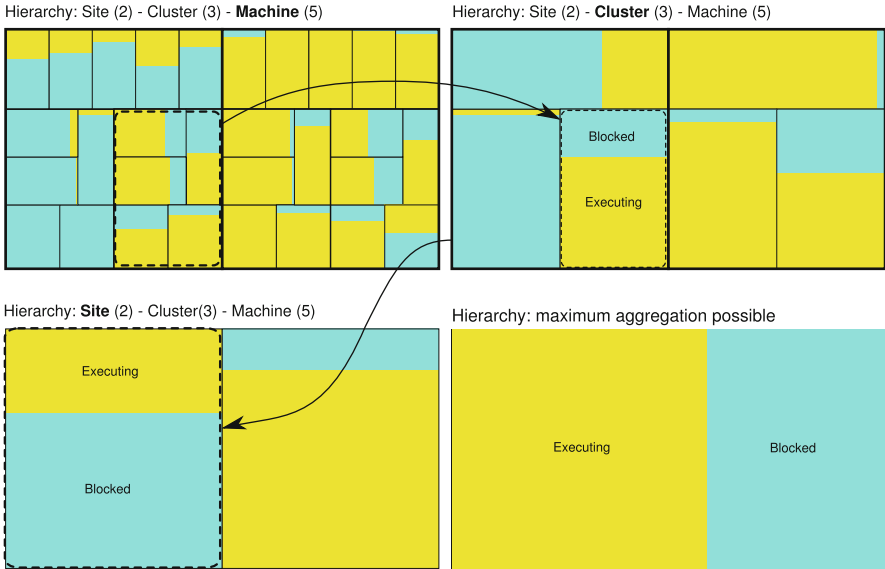 Hierarchy: Site (2) - Cluster (3) - Machine (5)
Hierarchy: Site (2) - Cluster (3) - Machine (5)
Blocked
Executing
Hierarchy: Site (2) - Cluster(3) - Machine (5)
Hierarchy: maximum aggregation possible
Executing
Blocked
Executing
Blocked